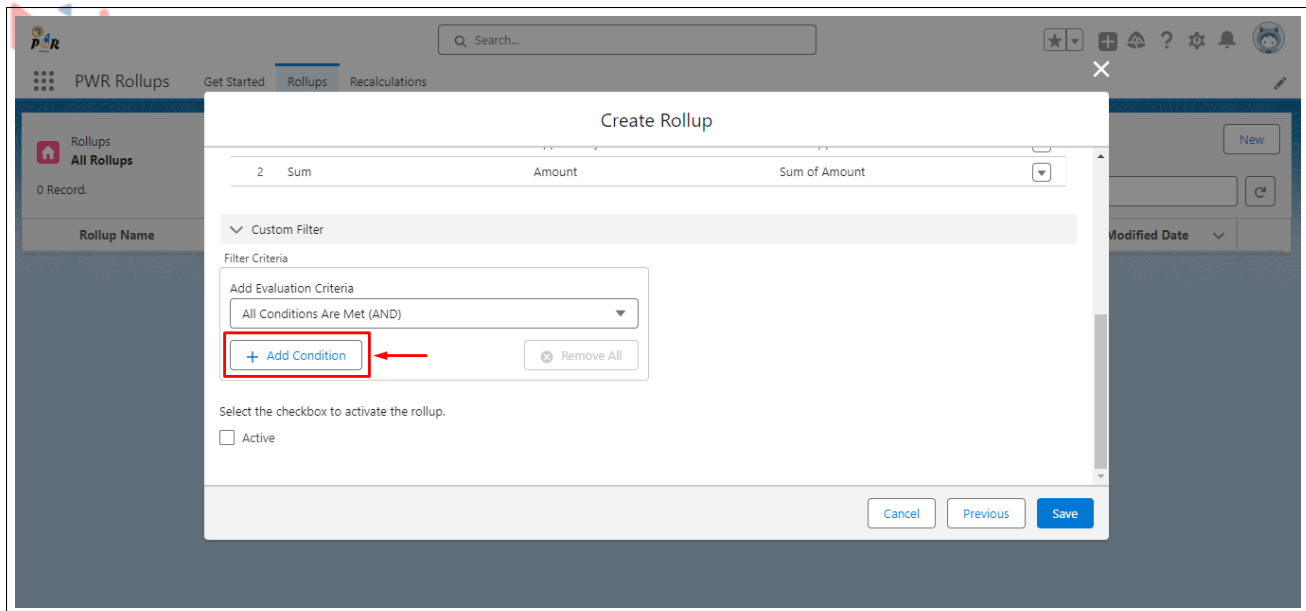 PWR
Search...
PWR Rollups Get Started Rollups Recalculations
Create Rollup
Rollups
All Rollups
New
0 Record.
2 Sum Amount Sum of Amount
Rollup Name
Modified Date
Custom Filter
Filter Criteria
Add Evaluation Criteria
All Conditions Are Met (AND)
+ Add Condition
Remove All
Select the checkbox to activate the rollup.
Active
Cancel Previous Save